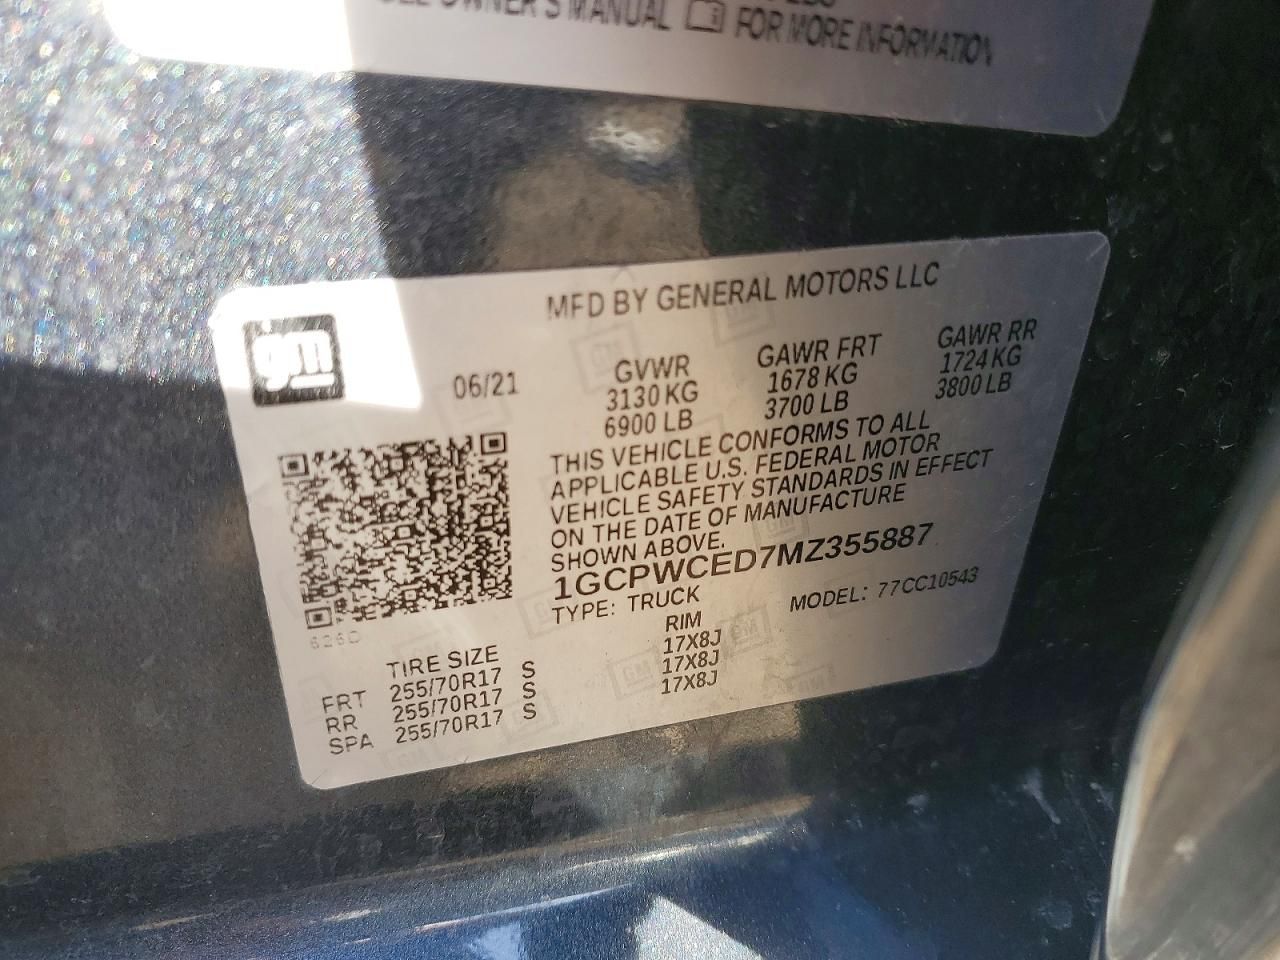 OWNER'S MANUAL FOR MORE INFORMATION
MFD BY GENERAL MOTORS LLC
gm
06/21
GVWR GAWR FRT GAWR RR
3130 KG 1678 KG 1724 KG
6900 LB 3700 LB 3800 LB
THIS VEHICLE CONFORMS TO ALL
APPLICABLE U.S. FEDERAL MOTOR
VEHICLE SAFETY STANDARDS IN EFFECT
ON THE DATE OF MANUFACTURE
SHOWN ABOVE.
1GCPWCED7MZ355887
TYPE: TRUCK MODEL: 77CC10543
626C
TIRE SIZE RIM
FRT 255/70R17 S 17X8J
RR 255/70R17 S 17X8J
SPA 255/70R17 S 17X8J